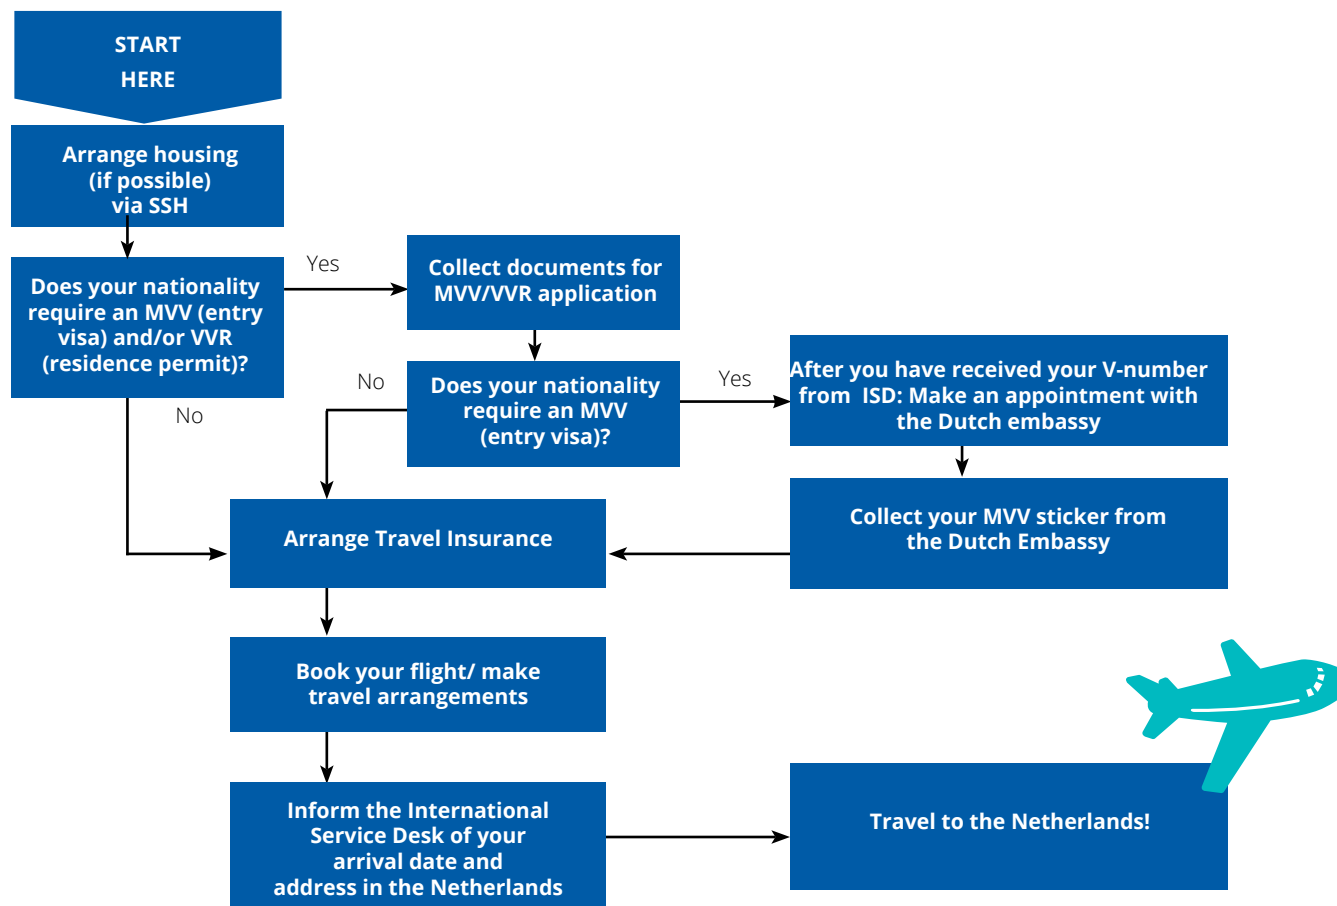 START
HERE
Arrange housing
(if possible)
via SSH
Does your nationality
require an MVV (entry
visa) and/or VVR
(residence permit)?
Yes
No
Collect documents for
MVV/VVR application
Does your nationality
require an MVV
(entry visa)?
No
Yes
After you have received your V-number
from ISD: Make an appointment with
the Dutch embassy
Collect your MVV sticker from
the Dutch Embassy
Arrange Travel Insurance
Book your flight/ make
travel arrangements
Inform the International
Service Desk of your
arrival date and
address in the Netherlands
Travel to the Netherlands!